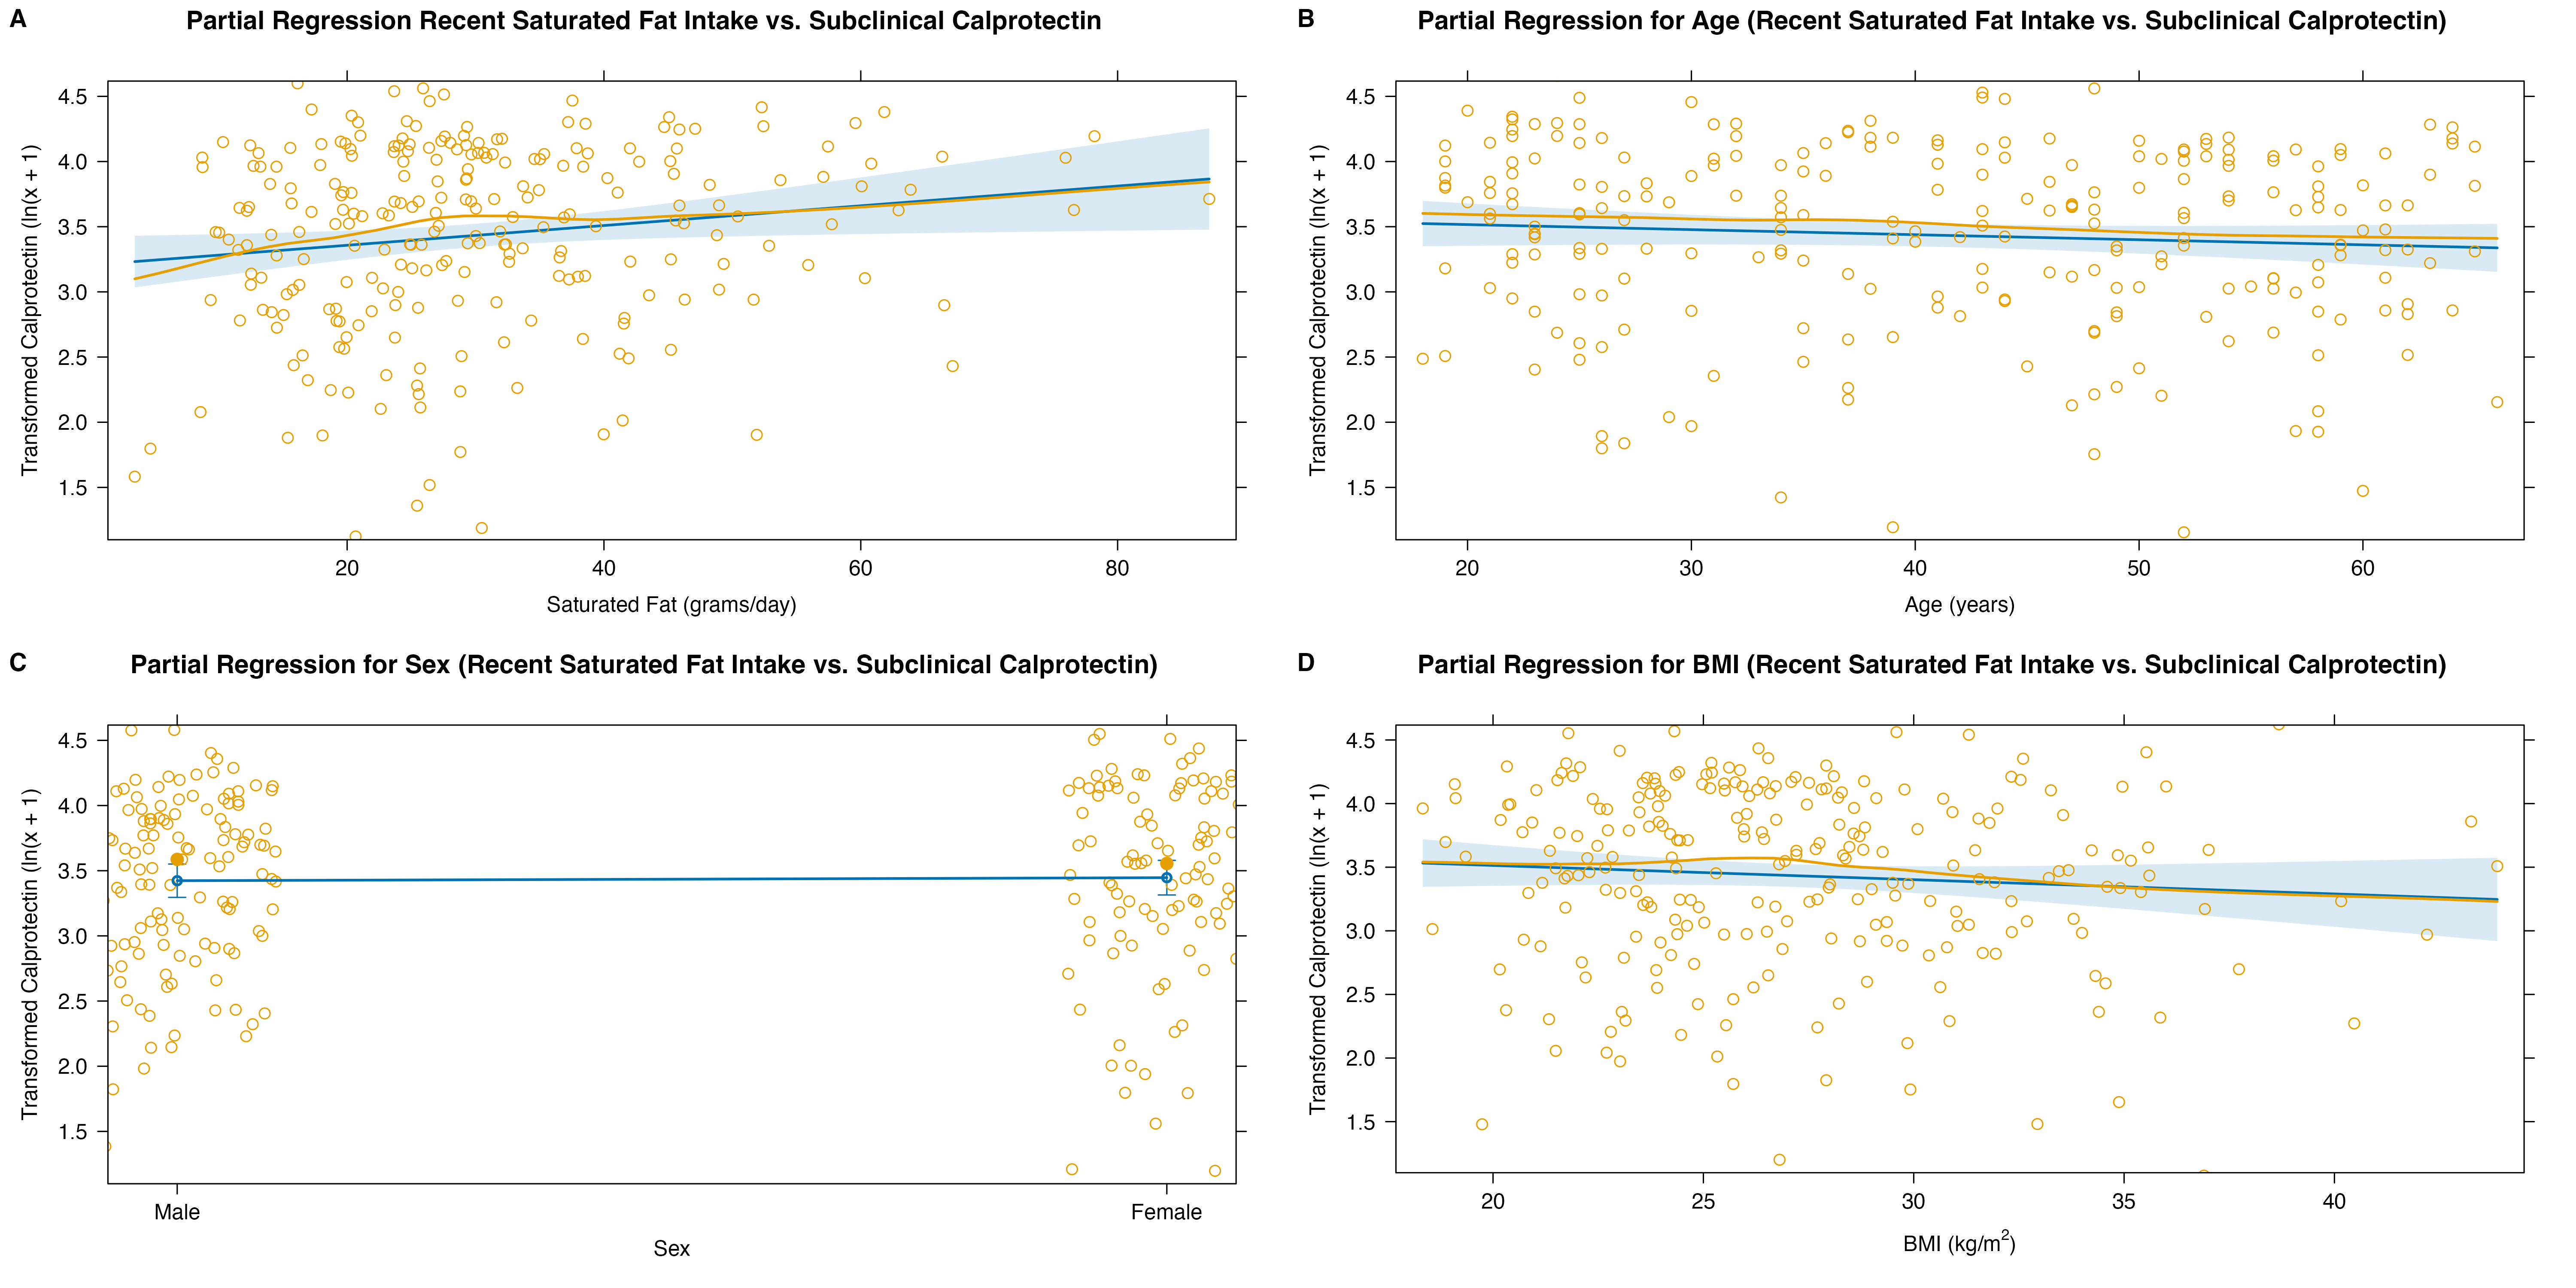 A
Partial Regression Recent Saturated Fat Intake vs. Subclinical Calprotectin
Transformed Calprotectin (ln(x + 1)
4.5
4.0
3.5
3.0
2.5
2.0
1.5
20 40 60 80
Saturated Fat (grams/day)
B
Partial Regression for Age (Recent Saturated Fat Intake vs. Subclinical Calprotectin)
Transformed Calprotectin (ln(x + 1)
4.5
4.0
3.5
3.0
2.5
2.0
1.5
20 30 40 50 60
Age (years)
C
Partial Regression for Sex (Recent Saturated Fat Intake vs. Subclinical Calprotectin)
Transformed Calprotectin (ln(x + 1)
4.5
4.0
3.5
3.0
2.5
2.0
1.5
Male Female
Sex
D
Partial Regression for BMI (Recent Saturated Fat Intake vs. Subclinical Calprotectin)
Transformed Calprotectin (ln(x + 1)
4.5
4.0
3.5
3.0
2.5
2.0
1.5
20 25 30 35 40
BMI (kg/m²)